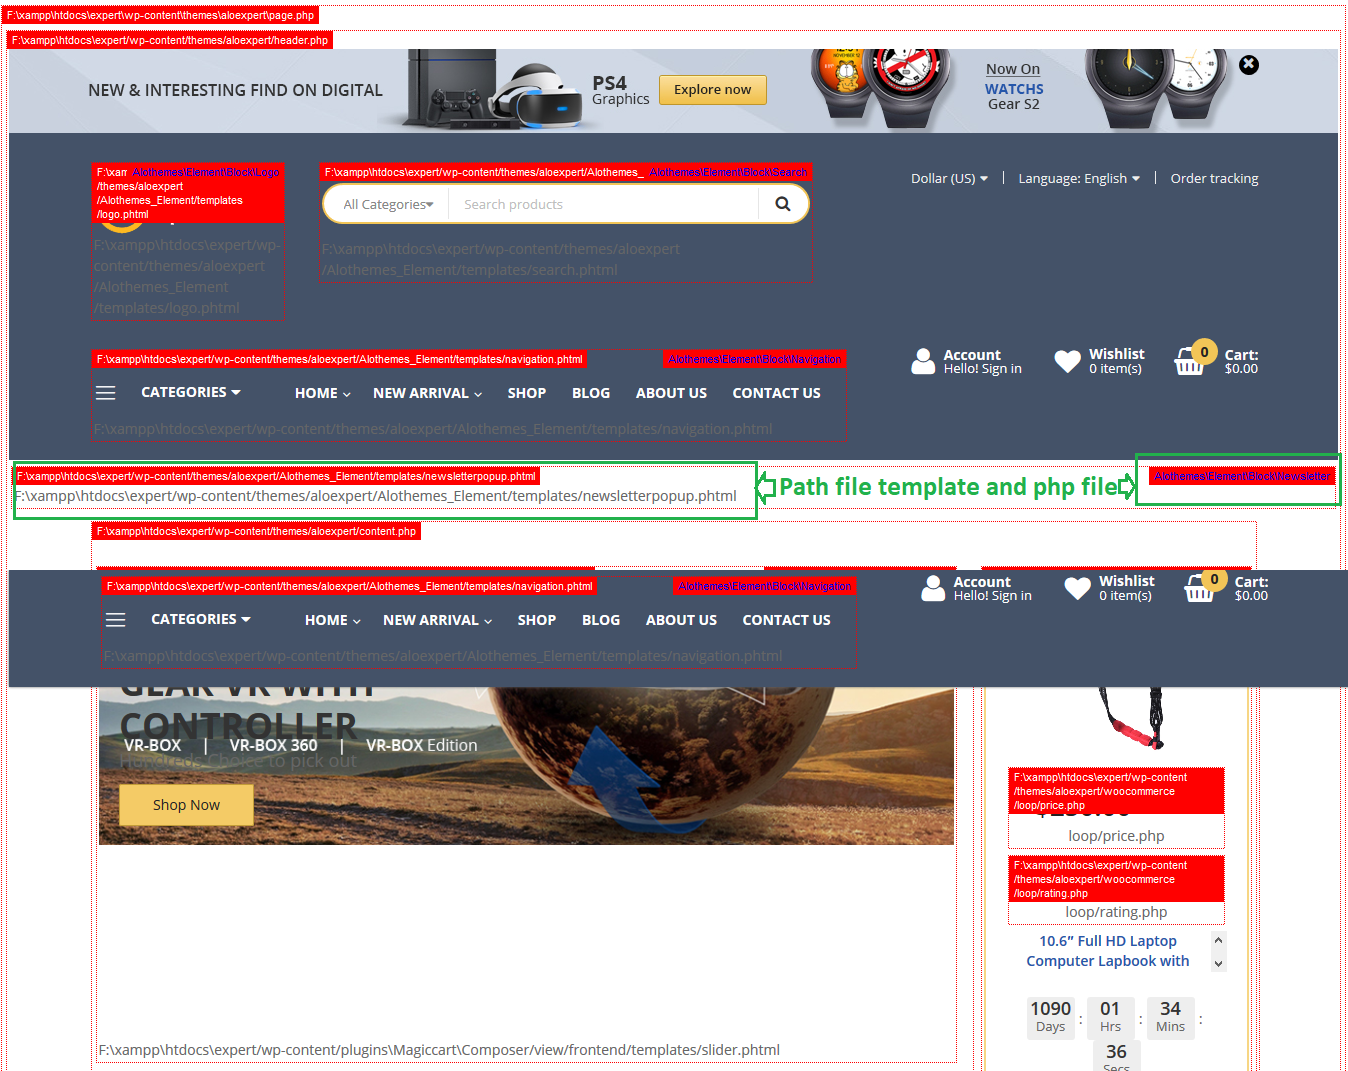 F:\xampp\htdocs\expert\wp-content\themes\aloexpert\page.php
F:\xampp\htdocs\expert/wp-content/themes/aloexpert/header.php
NEW & INTERESTING FIND ON DIGITAL
PS4
Graphics
Explore now
Now On
WATCHS
Gear S2
F:\xam
Alothemes\Element\Block\Logo
/themes/aloexpert
/Alothemes_Element/templates
/logo.phtml
F:\xampp\htdocs\expert/wp-content/themes/aloexpert/Alothemes_
Alothemes\Element\Block\Search
Dollar (US)
Language: English
Order tracking
All Categories
Search products
F:\xampp\htdocs\expert/wp-
content/themes/aloexpert
/Alothemes_Element
/templates/logo.phtml
F:\xampp\htdocs\expert/wp-content/themes/aloexpert
/Alothemes_Element/templates/search.phtml
F:\xampp\htdocs\expert/wp-content/themes/aloexpert/Alothemes_Element/templates/navigation.phtml
Alothemes\Element\Block\Navigation
Account
Hello! Sign in
Wishlist
0 item(s)
0
Cart:
$0.00
CATEGORIES
HOME
NEW ARRIVAL
SHOP
BLOG
ABOUT US
CONTACT US
F:\xampp\htdocs\expert/wp-content/themes/aloexpert/Alothemes_Element/templates/navigation.phtml
F:\xampp\htdocs\expert/wp-content/themes/aloexpert/Alothemes_Element/templates/newsletterpopup.phtml
Alothemes\Element\Block\Newsletter
F:\xampp\htdocs\expert/wp-content/themes/aloexpert/Alothemes_Element/templates/newsletterpopup.phtml
Path file template and php file
F:\xampp\htdocs\expert/wp-content/themes/aloexpert/content.php
F:\xampp\htdocs\expert/wp-content/themes/aloexpert/Alothemes_Element/templates/navigation.phtml
Alothemes\Element\Block\Navigation
Account
Hello! Sign in
Wishlist
0 item(s)
0
Cart:
$0.00
CATEGORIES
HOME
NEW ARRIVAL
SHOP
BLOG
ABOUT US
CONTACT US
F:\xampp\htdocs\expert/wp-content/themes/aloexpert/Alothemes_Element/templates/navigation.phtml
GEAR VR WITH
CONTROLLER
VR-BOX | VR-BOX 360 | VR-BOX Edition
Hundreds Choice to pick out
Shop Now
F:\xampp\htdocs\expert/wp-content
/themes/aloexpert/woocommerce
/loop/price.php
loop/price.php
F:\xampp\htdocs\expert/wp-content
/themes/aloexpert/woocommerce
/loop/rating.php
loop/rating.php
10.6″ Full HD Laptop
Computer Lapbook with
1090 : 01 : 34 :
Days Hrs Mins
36
Secs
F:\xampp\htdocs\expert/wp-content/plugins\Magiccart\Composer/view/frontend/templates/slider.phtml